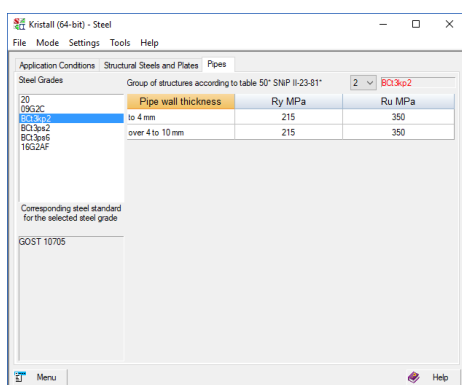 Kristall (64-bit) - Steel
File Mode Settings Tools Help
Application Conditions Structural Steels and Plates Pipes
Steel Grades
Group of structures according to table 50* SNiP II-23-81* 2 BCt3kp2
20
09G2C
BCt3kp2
BCt3ps2
BCt3ps6
16G2AF
Pipe wall thickness Ry MPa Ru MPa
to 4 mm 215 350
over 4 to 10 mm 215 350
Corresponding steel standard
for the selected steel grade
GOST 10705
Menu Help